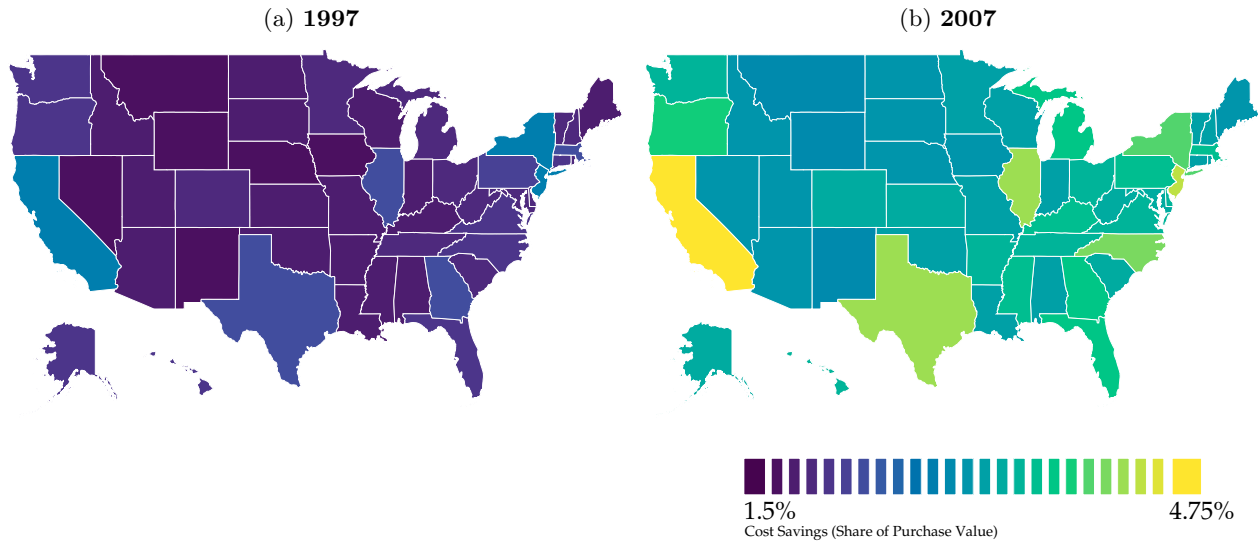 (a) 1997
(b) 2007
1.5%
4.75%
Cost Savings (Share of Purchase Value)